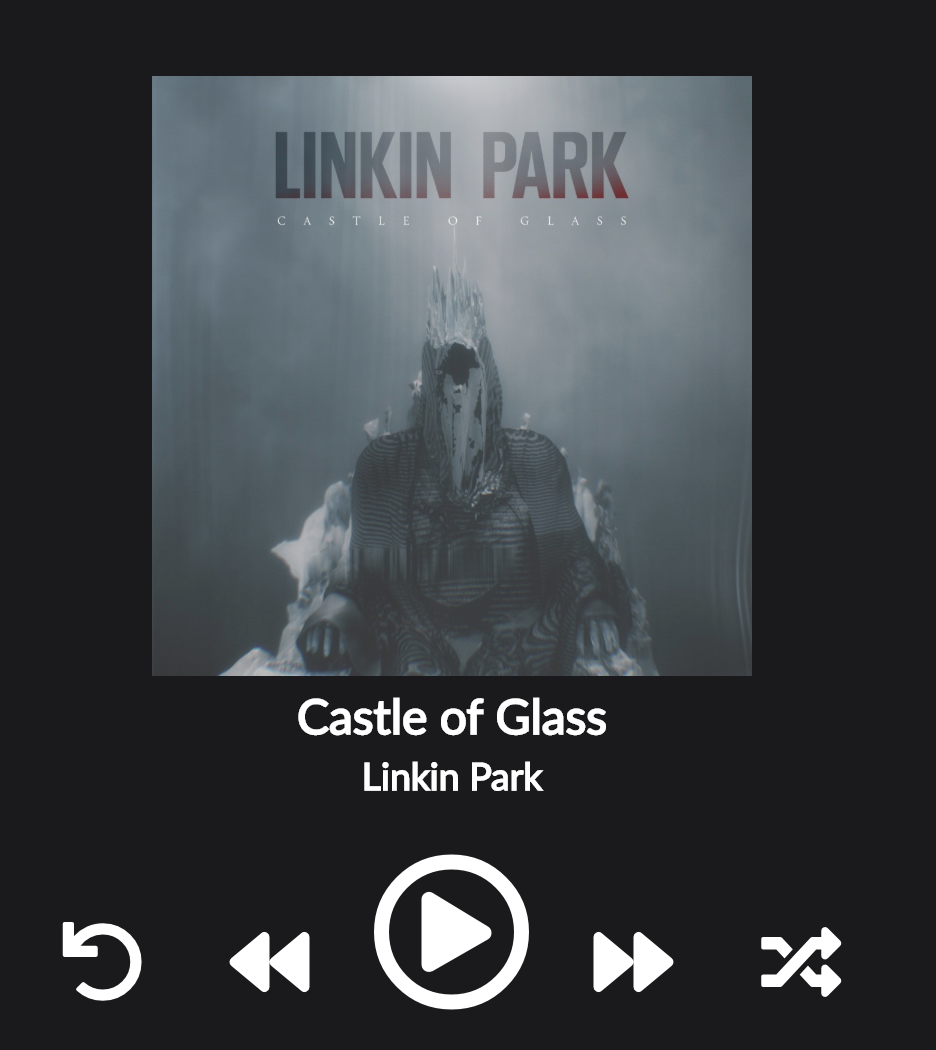 LINKIN PARK
CASTLE OF GLASS
Castle of Glass
Linkin Park